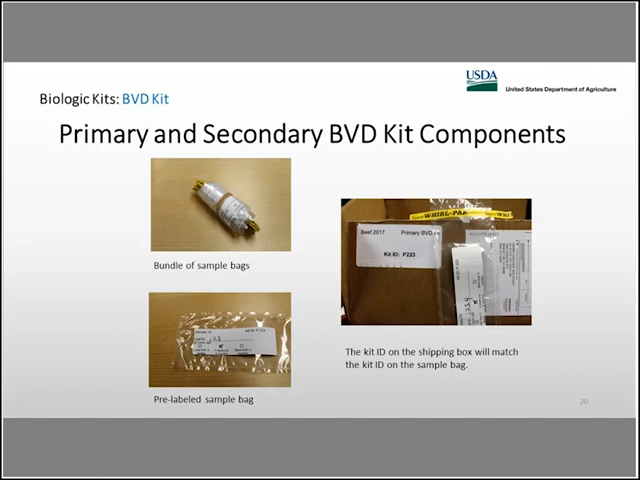 USDA
United States Department of Agriculture
Biologic Kits: BVD Kit
Primary and Secondary BVD Kit Components
Bundle of sample bags
WHIRL-PAK
Beef 2017 Primary BVD
Kit ID: P223
Pre-labeled sample bag
The kit ID on the shipping box will match
the kit ID on the sample bag.
20